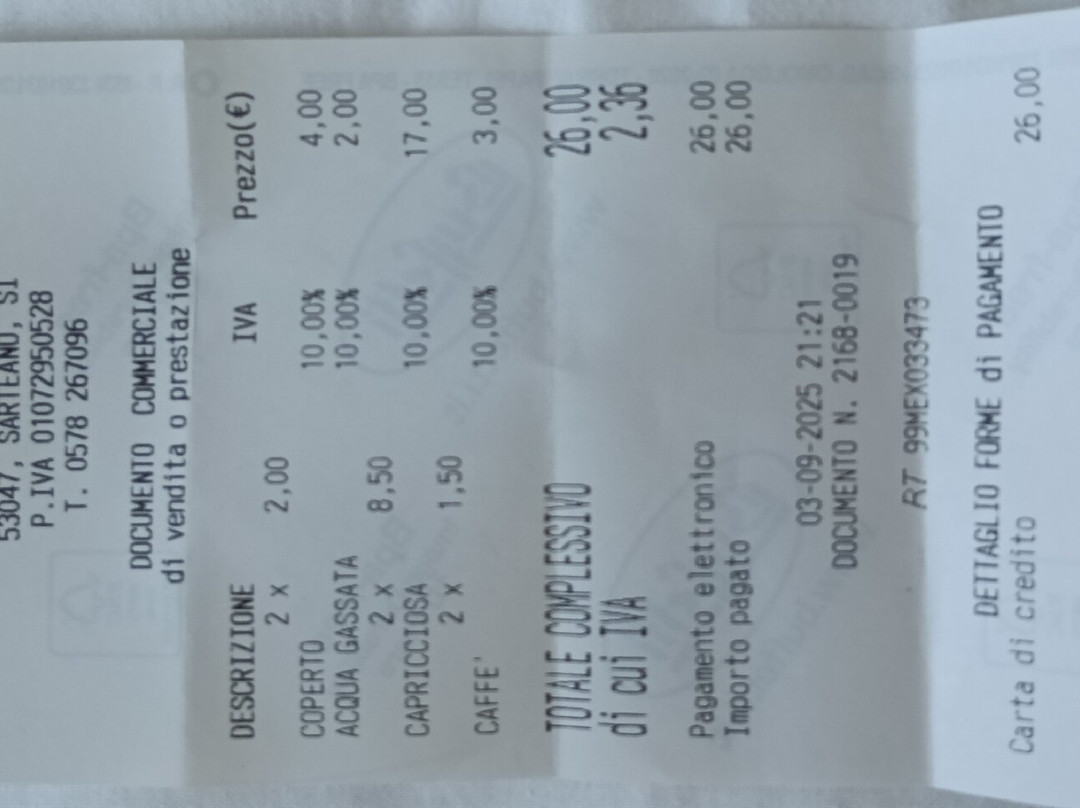 53047, SARTEANO, SI
P.IVA 01072950528
T. 0578 267096
DOCUMENTO COMMERCIALE
di vendita o prestazione
DESCRIZIONE IVA Prezzo(€)
2 X 2,00
COPERTO 10,00% 4,00
ACQUA GASSATA 10,00% 2,00
2 X 8,50
CAPRICCIOSA 10,00% 17,00
2 X 1,50
CAFFE' 10,00% 3,00
TOTALE COMPLESSIVO 26,00
di cui IVA 2,36
Pagamento elettronico 26,00
Importo pagato 26,00
03-09-2025 21:21
DOCUMENTO N. 2168-0019
RT 99MEX033473
DETTAGLIO FORME di PAGAMENTO
Carta di credito 26,00